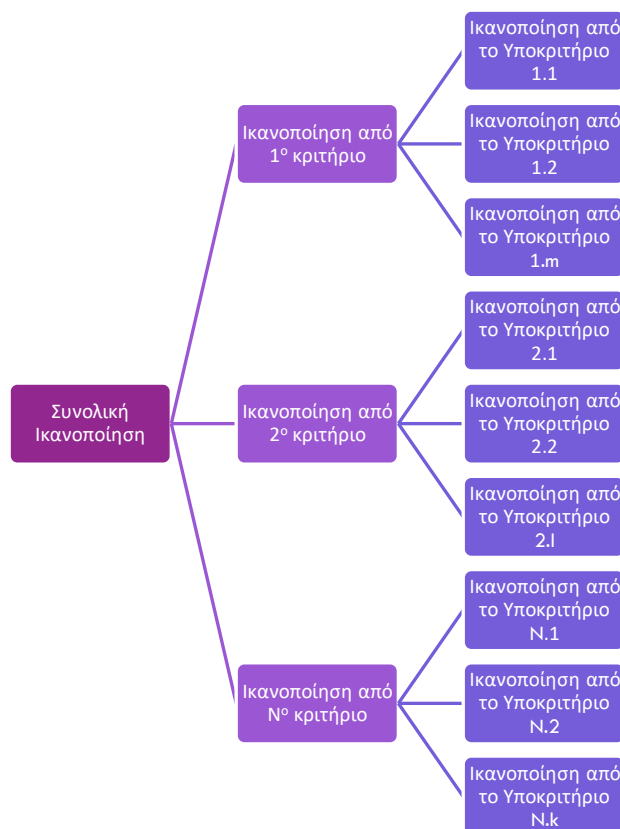 Ικανοποίηση από
το Υποκριτήριο
1.1
Ικανοποίηση από
1ο κριτήριο
Ικανοποίηση από
το Υποκριτήριο
1.2
Ικανοποίηση από
το Υποκριτήριο
1.m
Συνολική
Ικανοποίηση
Ικανοποίηση από
το Υποκριτήριο
2.1
Ικανοποίηση από
2ο κριτήριο
Ικανοποίηση από
το Υποκριτήριο
2.2
Ικανοποίηση από
το Υποκριτήριο
2.l
Ικανοποίηση από
το Υποκριτήριο
N.1
Ικανοποίηση από
Νο κριτήριο
Ικανοποίηση από
το Υποκριτήριο
N.2
Ικανοποίηση από
το Υποκριτήριο
N.k